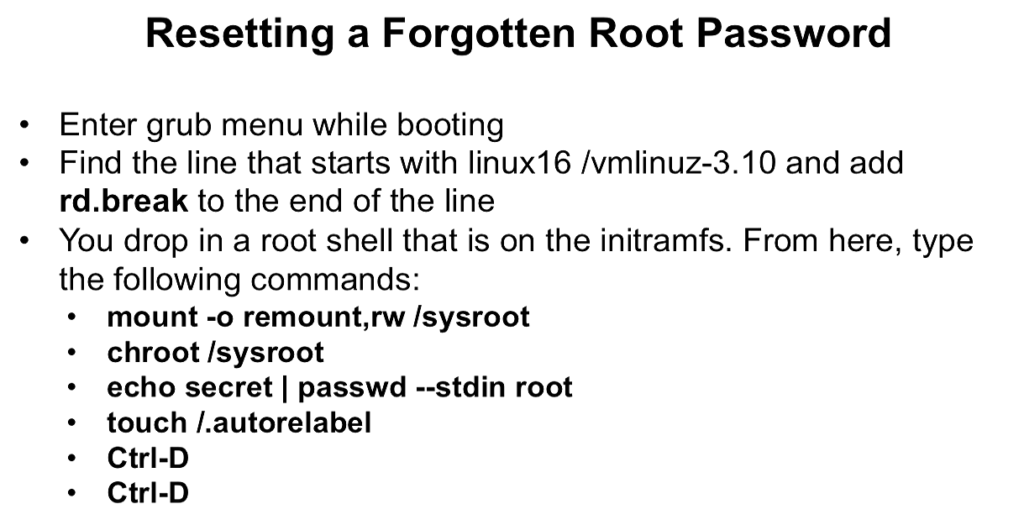 Resetting a Forgotten Root Password
• Enter grub menu while booting
• Find the line that starts with linux16 /vmlinuz-3.10 and add
rd.break to the end of the line
• You drop in a root shell that is on the initramfs. From here, type
the following commands:
• mount -o remount,rw /sysroot
• chroot /sysroot
• echo secret | passwd --stdin root
• touch /.autorelabel
• Ctrl-D
• Ctrl-D